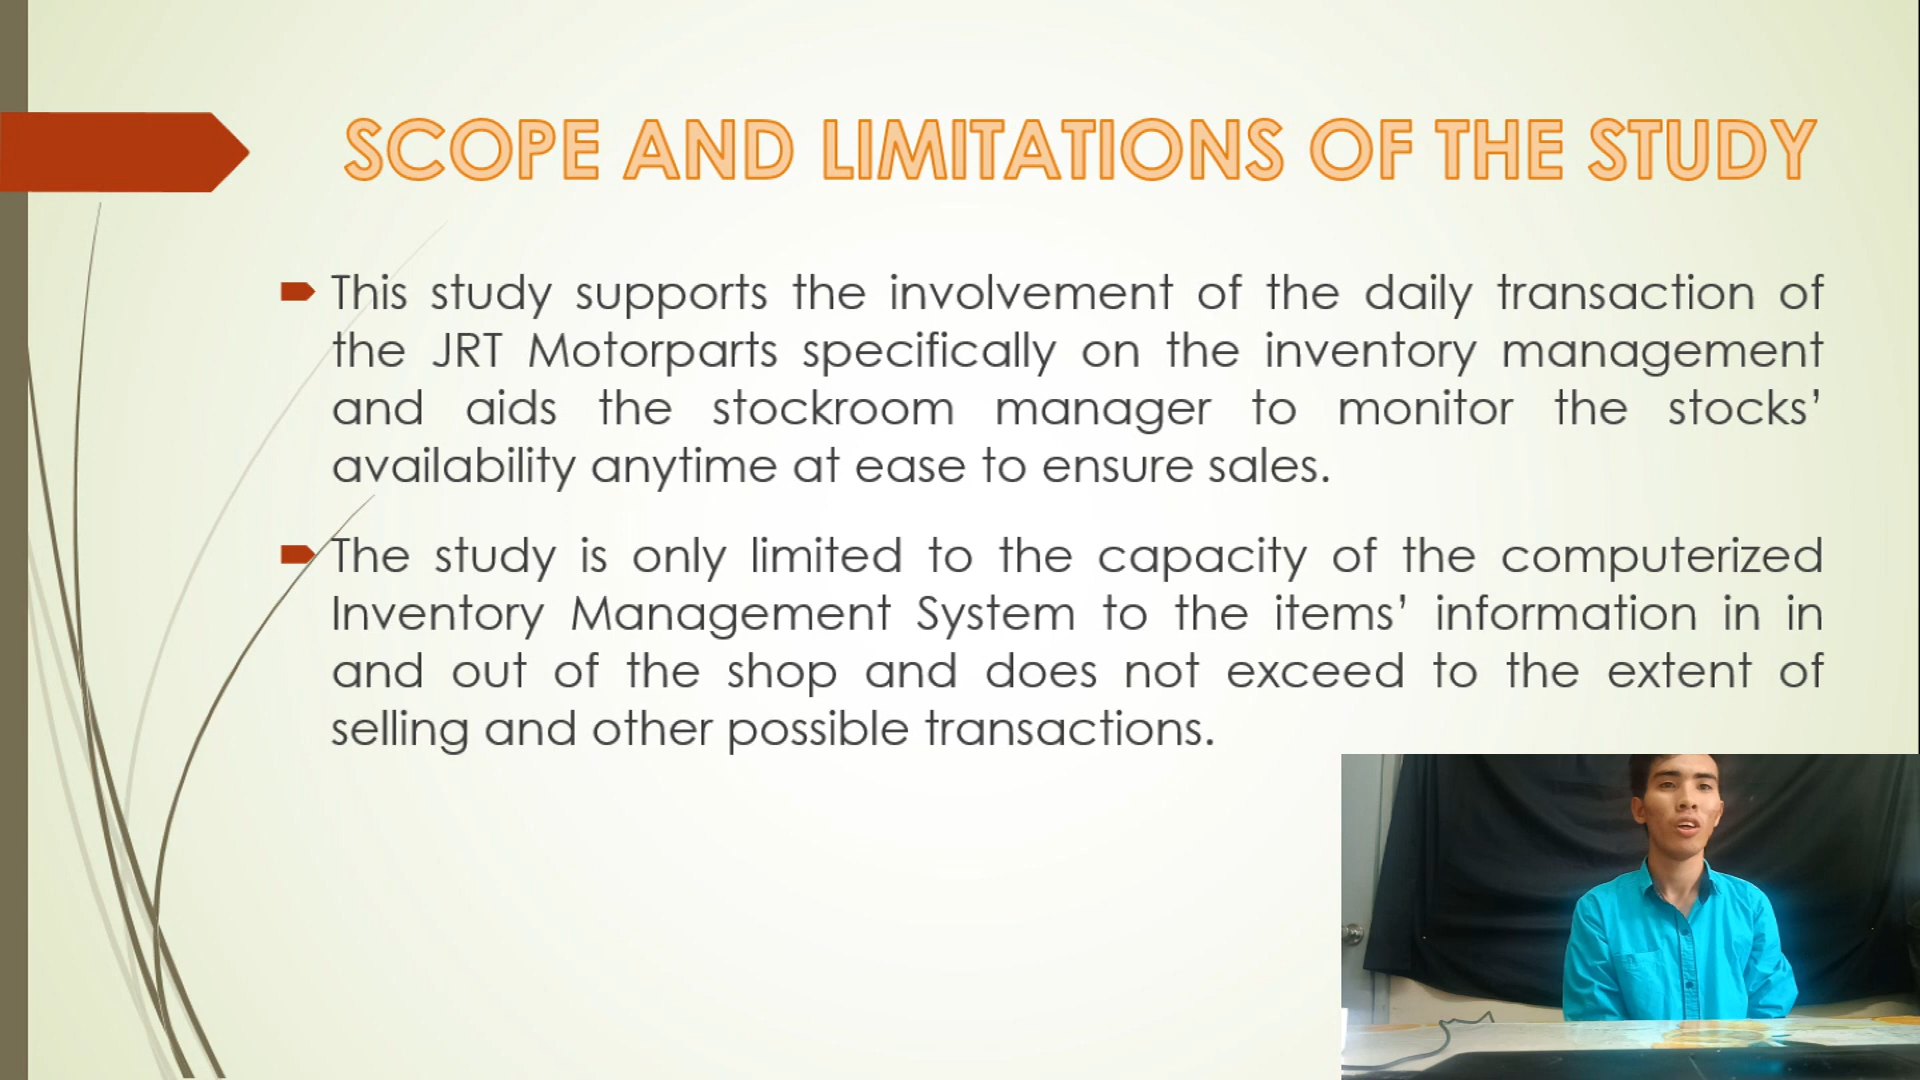 SCOPE AND LIMITATIONS OF THE STUDY
This study supports the involvement of the daily transaction of
the JRT Motorparts specifically on the inventory management
and aids the stockroom manager to monitor the stocks’
availability anytime at ease to ensure sales.
The study is only limited to the capacity of the computerized
Inventory Management System to the items’ information in in
and out of the shop and does not exceed to the extent of
selling and other possible transactions.